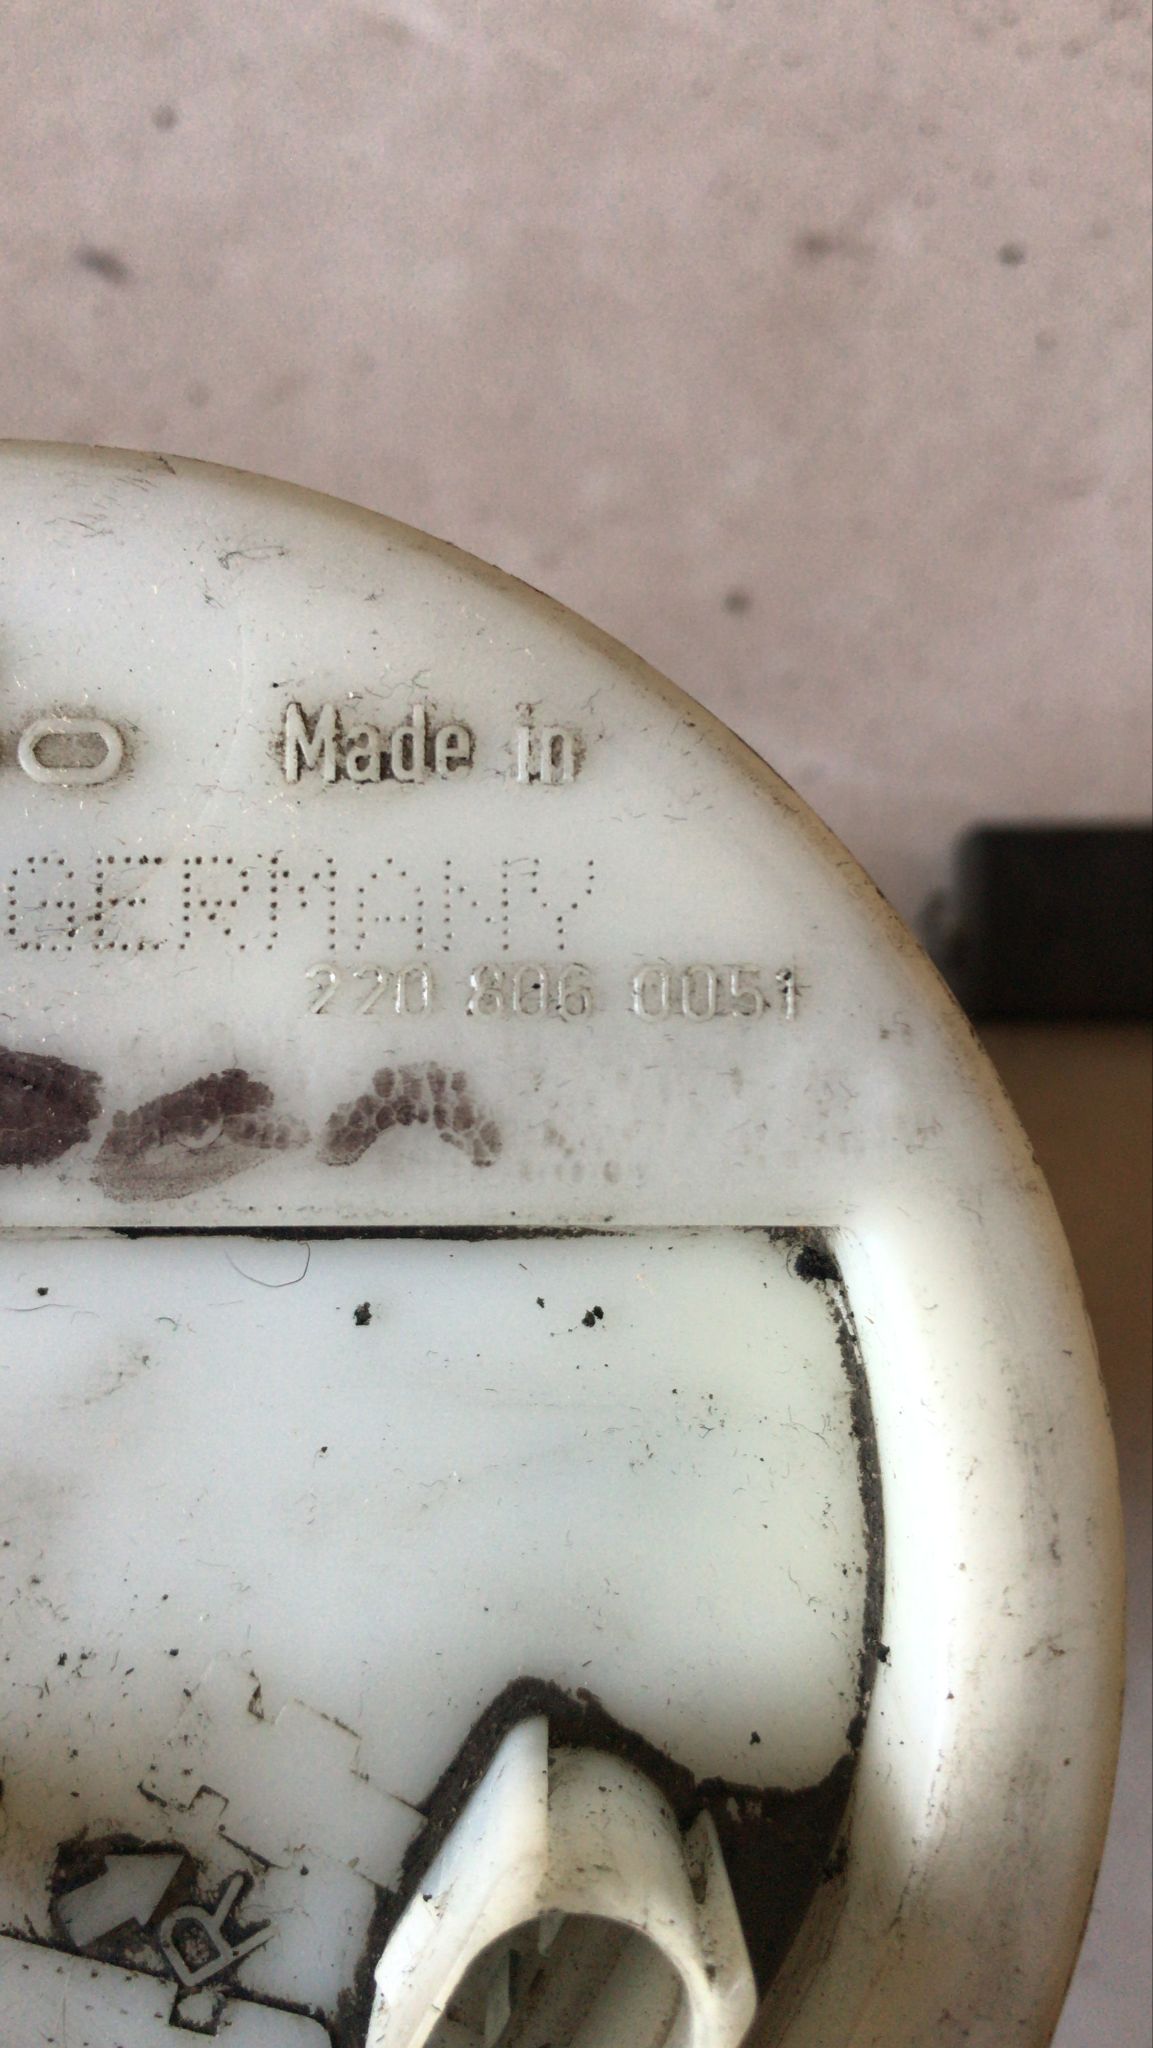 O Made in
GERMANY
220 806 0051
R